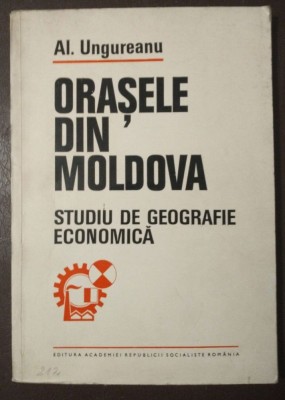 Al. Ungureanu
ORAȘELE
DIN
MOLDOVA
STUDIU DE GEOGRAFIE
ECONOMICĂ
EDITURA ACADEMIEI REPUBLICII SOCIALISTE ROMÂNIA